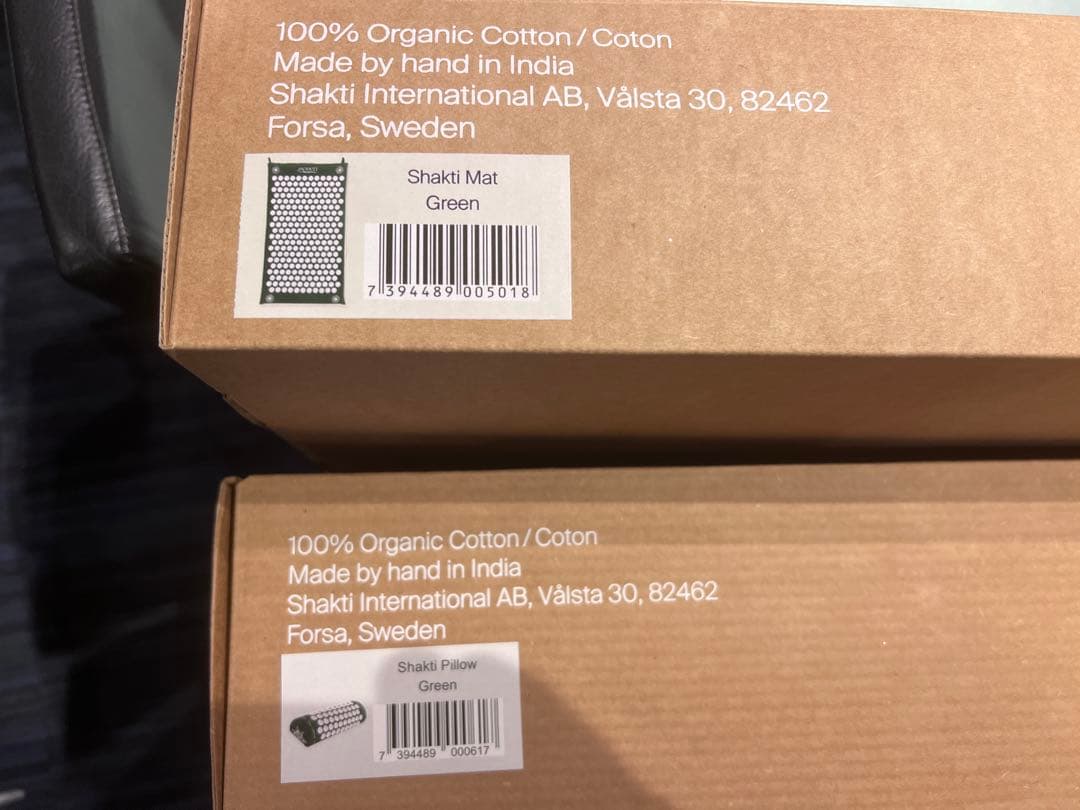 100% Organic Cotton / Coton
Made by hand in India
Shakti International AB, Vålsta 30, 82462
Forsa, Sweden
Shakti Mat
Green
7 394489 005018
100% Organic Cotton / Coton
Made by hand in India
Shakti International AB, Vålsta 30, 82462
Forsa, Sweden
Shakti Pillow
Green
7 394489 000617